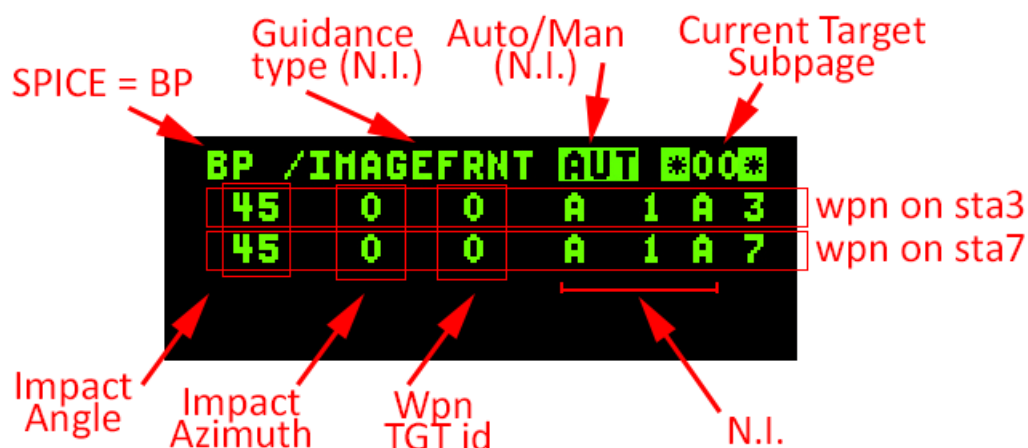 Guidance
type (N.I.)
Auto/Man
(N.I.)
Current Target
Subpage
SPICE = BP
BP /IMAGEFRNT AUT *00*
45 0 0 A 1 A 3
wpn on sta3
45 0 0 A 1 A 7
wpn on sta7
Impact
Angle
Impact
Azimuth
Wpn
TGT id
N.I.